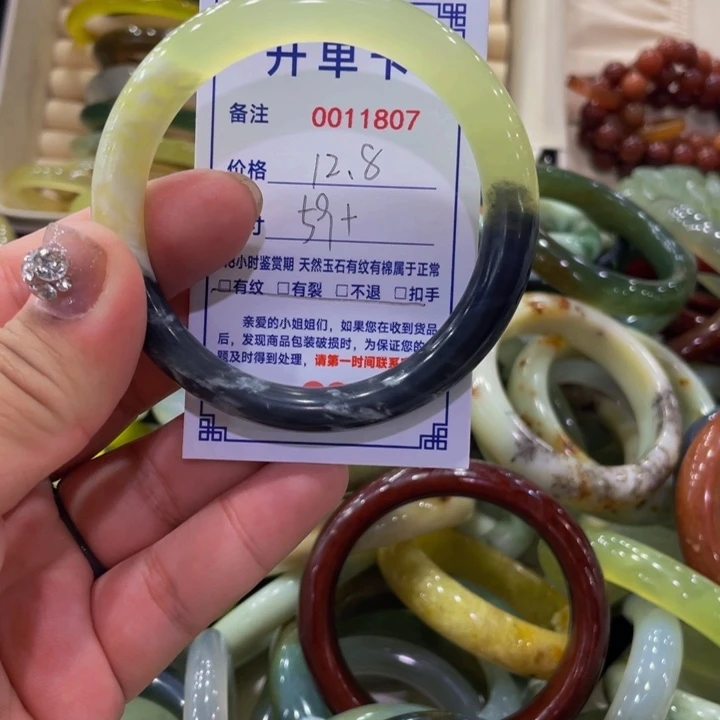 开单卡
备注 0011807
价格 12.8
寸 59+
8小时鉴赏期 天然玉石有纹有棉属于正常
□有纹 □有裂 □不退 □扣手
亲爱的小姐姐们，如果您在收到货品
后，发现商品包装破损时，为保证您的
题及时得到处理，请第一时间联系